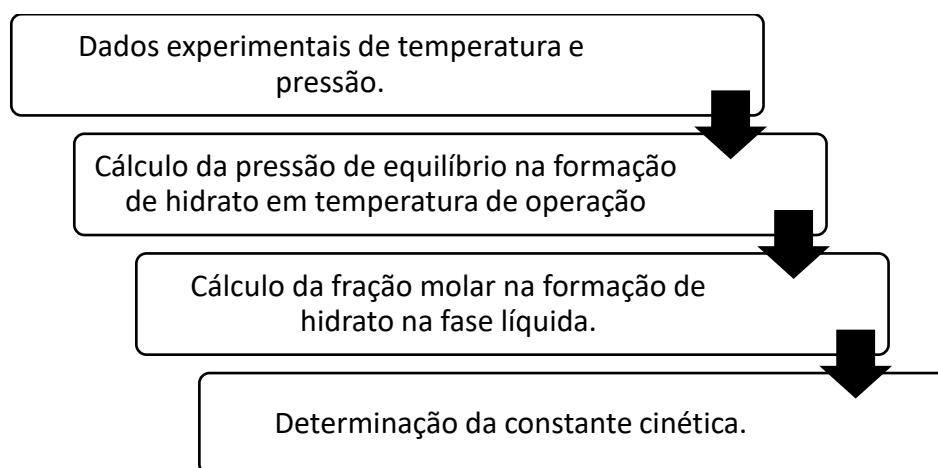 Dados experimentais de temperatura e
pressão.
Cálculo da pressão de equilíbrio na formação
de hidrato em temperatura de operação
Cálculo da fração molar na formação de
hidrato na fase líquida.
Determinação da constante cinética.